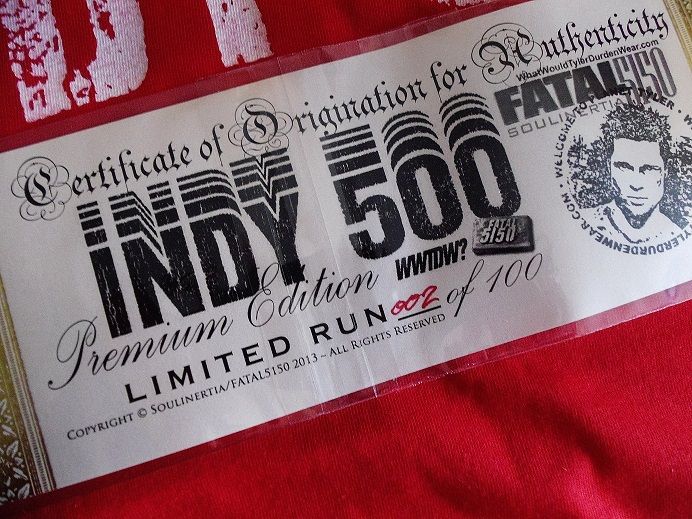 Certificate of Origination for Authenticity
WhatWouldTylerDurdenWear.com
FATAL5150
SOULINERTIA
INDY 500
FATAL
5150
Premium Edition WWTDW?
LIMITED RUN 002 of 100
Copyright © Soulinertia/Fatal5150 2013 ~ All Rights Reserved